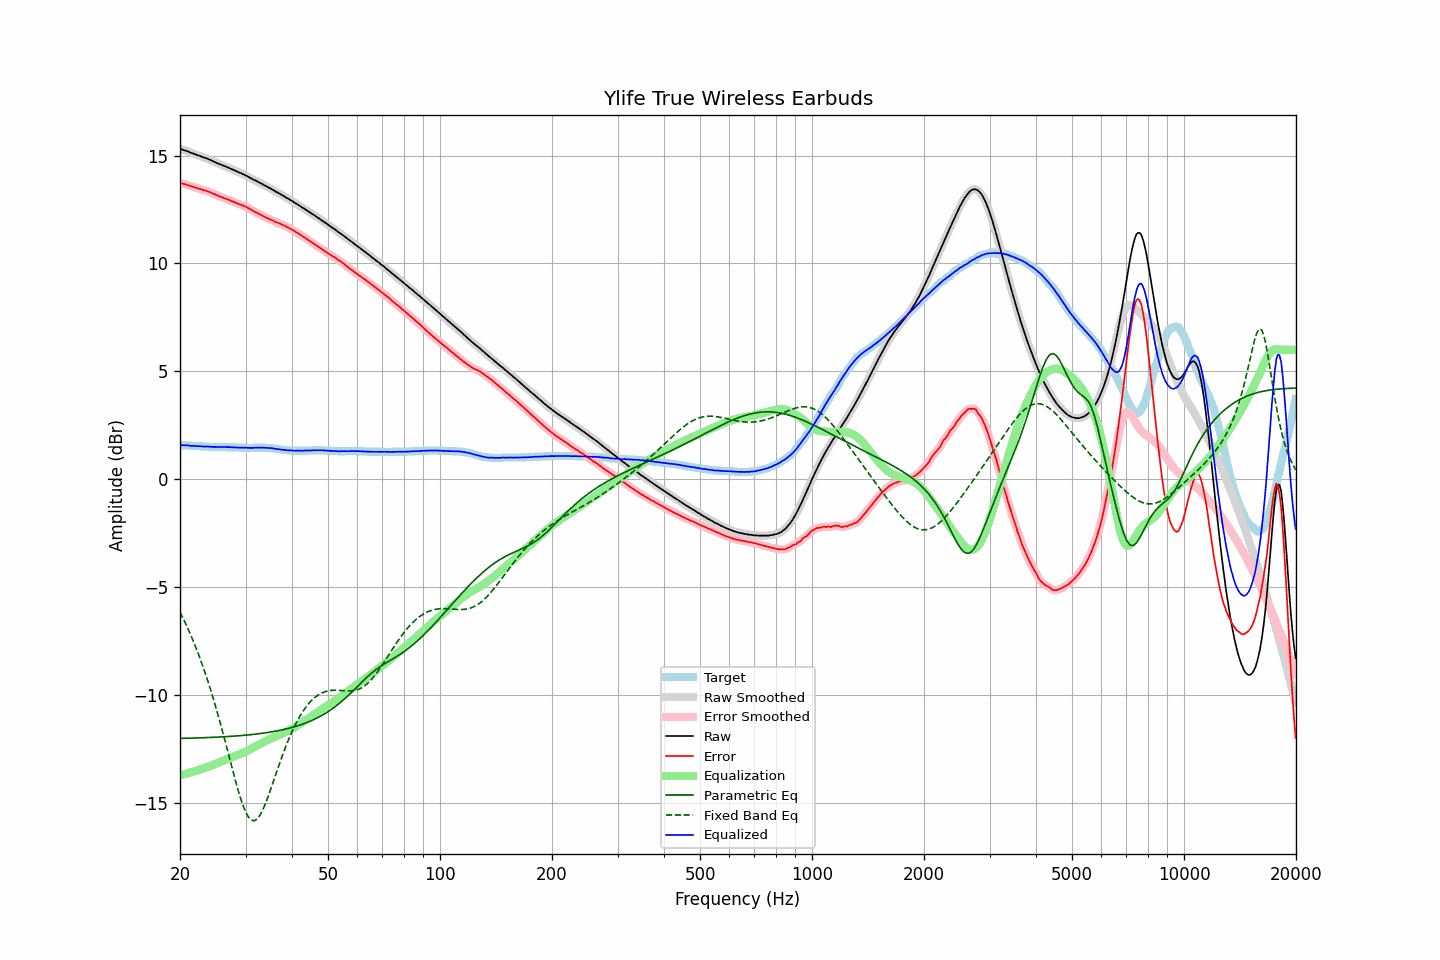 Ylife True Wireless Earbuds
Amplitude (dBr)
15
10
5
0
−5
−10
−15
Target
Raw Smoothed
Error Smoothed
Raw
Error
Equalization
Parametric Eq
Fixed Band Eq
Equalized
20 50 100 200 500 1000 2000 5000 10000 20000
Frequency (Hz)